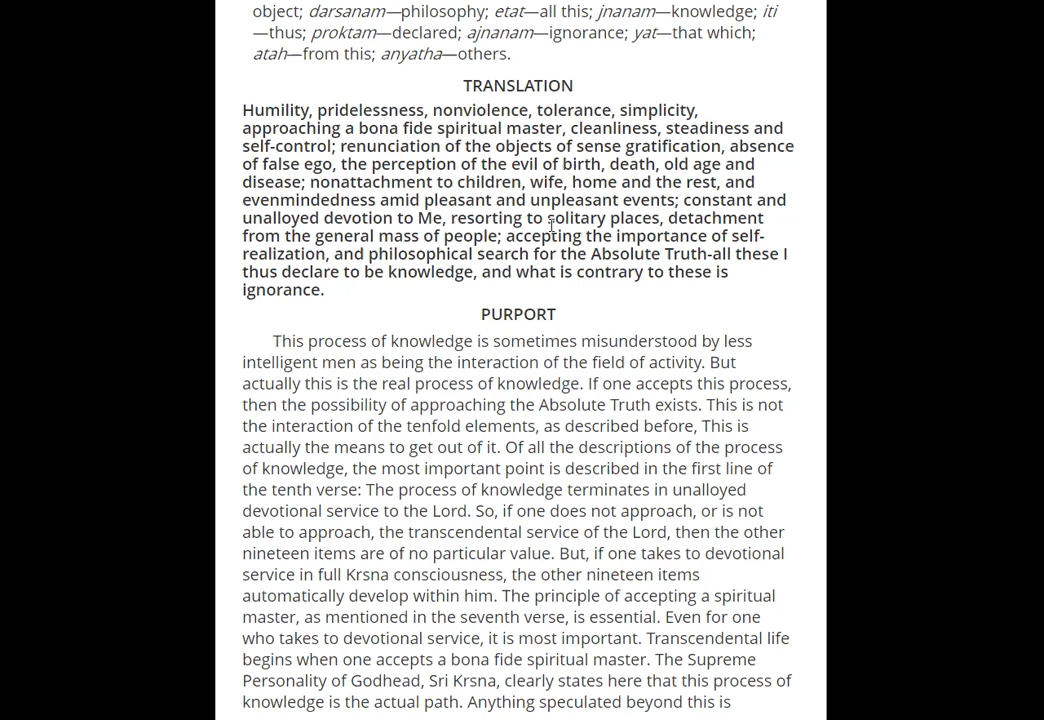 object; darsanam—philosophy; etat—all this; jnanam—knowledge; iti
—thus; proktam—declared; ajnanam—ignorance; yat—that which;
atah—from this; anyatha—others.
TRANSLATION
Humility, pridelessness, nonviolence, tolerance, simplicity,
approaching a bona fide spiritual master, cleanliness, steadiness and
self-control; renunciation of the objects of sense gratification, absence
of false ego, the perception of the evil of birth, death, old age and
disease; nonattachment to children, wife, home and the rest, and
evenmindedness amid pleasant and unpleasant events; constant and
unalloyed devotion to Me, resorting to solitary places, detachment
from the general mass of people; accepting the importance of self-
realization, and philosophical search for the Absolute Truth-all these I
thus declare to be knowledge, and what is contrary to these is
ignorance.
PURPORT
This process of knowledge is sometimes misunderstood by less
intelligent men as being the interaction of the field of activity. But
actually this is the real process of knowledge. If one accepts this process,
then the possibility of approaching the Absolute Truth exists. This is not
the interaction of the tenfold elements, as described before, This is
actually the means to get out of it. Of all the descriptions of the process
of knowledge, the most important point is described in the first line of
the tenth verse: The process of knowledge terminates in unalloyed
devotional service to the Lord. So, if one does not approach, or is not
able to approach, the transcendental service of the Lord, then the other
nineteen items are of no particular value. But, if one takes to devotional
service in full Krsna consciousness, the other nineteen items
automatically develop within him. The principle of accepting a spiritual
master, as mentioned in the seventh verse, is essential. Even for one
who takes to devotional service, it is most important. Transcendental life
begins when one accepts a bona fide spiritual master. The Supreme
Personality of Godhead, Sri Krsna, clearly states here that this process of
knowledge is the actual path. Anything speculated beyond this is